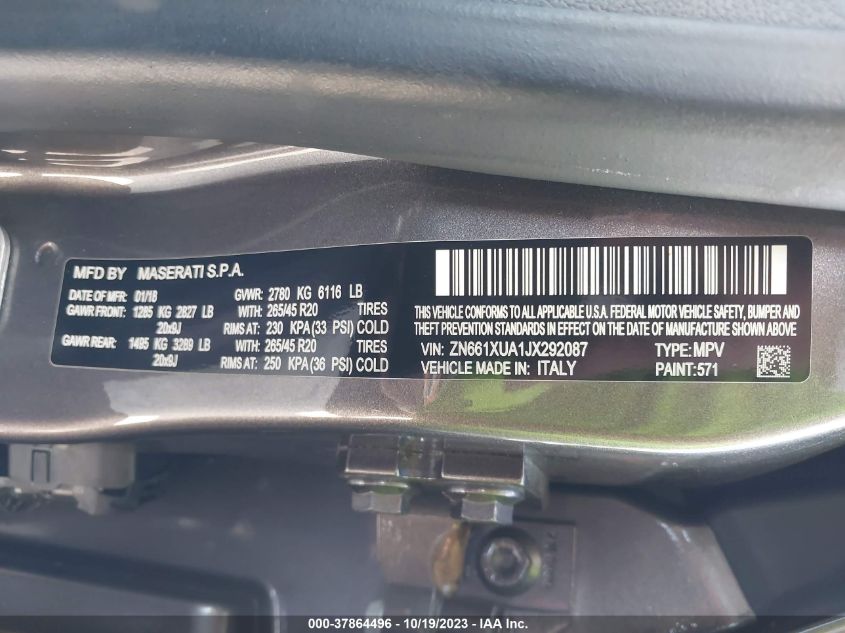 MFD BY MASERATI S.P.A.
DATE OF MFR: 01/18 GVWR: 2780 KG 6116 LB
GAWR FRONT: 1285 KG 2827 LB WITH: 265/45 R20 TIRES
20x9J RIMS AT: 230 KPA (33 PSI) COLD
GAWR REAR: 1495 KG 3289 LB WITH: 265/45 R20 TIRES
20x9J RIMS AT: 250 KPA (36 PSI) COLD
THIS VEHICLE CONFORMS TO ALL APPLICABLE U.S.A. FEDERAL MOTOR VEHICLE SAFETY, BUMPER AND
THEFT PREVENTION STANDARDS IN EFFECT ON THE DATE OF MANUFACTURE SHOWN ABOVE
VIN: ZN661XUA1JX292087 TYPE: MPV
VEHICLE MADE IN: ITALY PAINT: 571
000-37864496 - 10/19/2023 - IAA Inc.